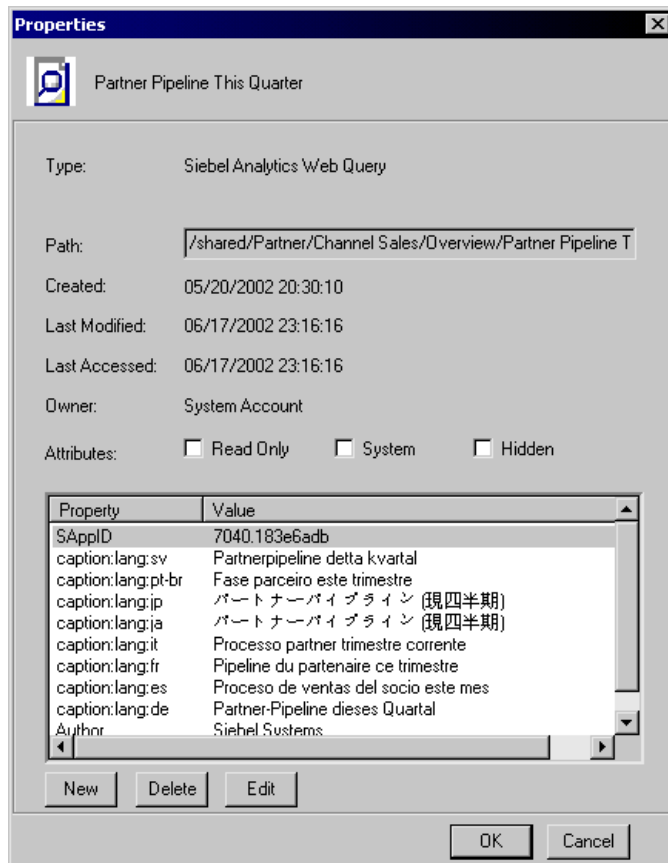 Properties
Partner Pipeline This Quarter
Type: Siebel Analytics Web Query
Path: /shared/Partner/Channel Sales/Overview/Partner Pipeline T
Created: 05/20/2002 20:30:10
Last Modified: 06/17/2002 23:16:16
Last Accessed: 06/17/2002 23:16:16
Owner: System Account
Attributes: Read Only System Hidden
Property Value
SAppID 7040.183e6adb
caption:lang:sv Partnerpipeline detta kvartal
caption:lang:pt-br Fase parceiro este trimestre
caption:lang:jp パートナーパイプライン (現四半期)
caption:lang:ja パートナーパイプライン (現四半期)
caption:lang:it Processo partner trimestre corrente
caption:lang:fr Pipeline du partenaire ce trimestre
caption:lang:es Proceso de ventas del socio este mes
caption:lang:de Partner-Pipeline dieses Quartal
Author Siebel Systems
New Delete Edit
OK Cancel